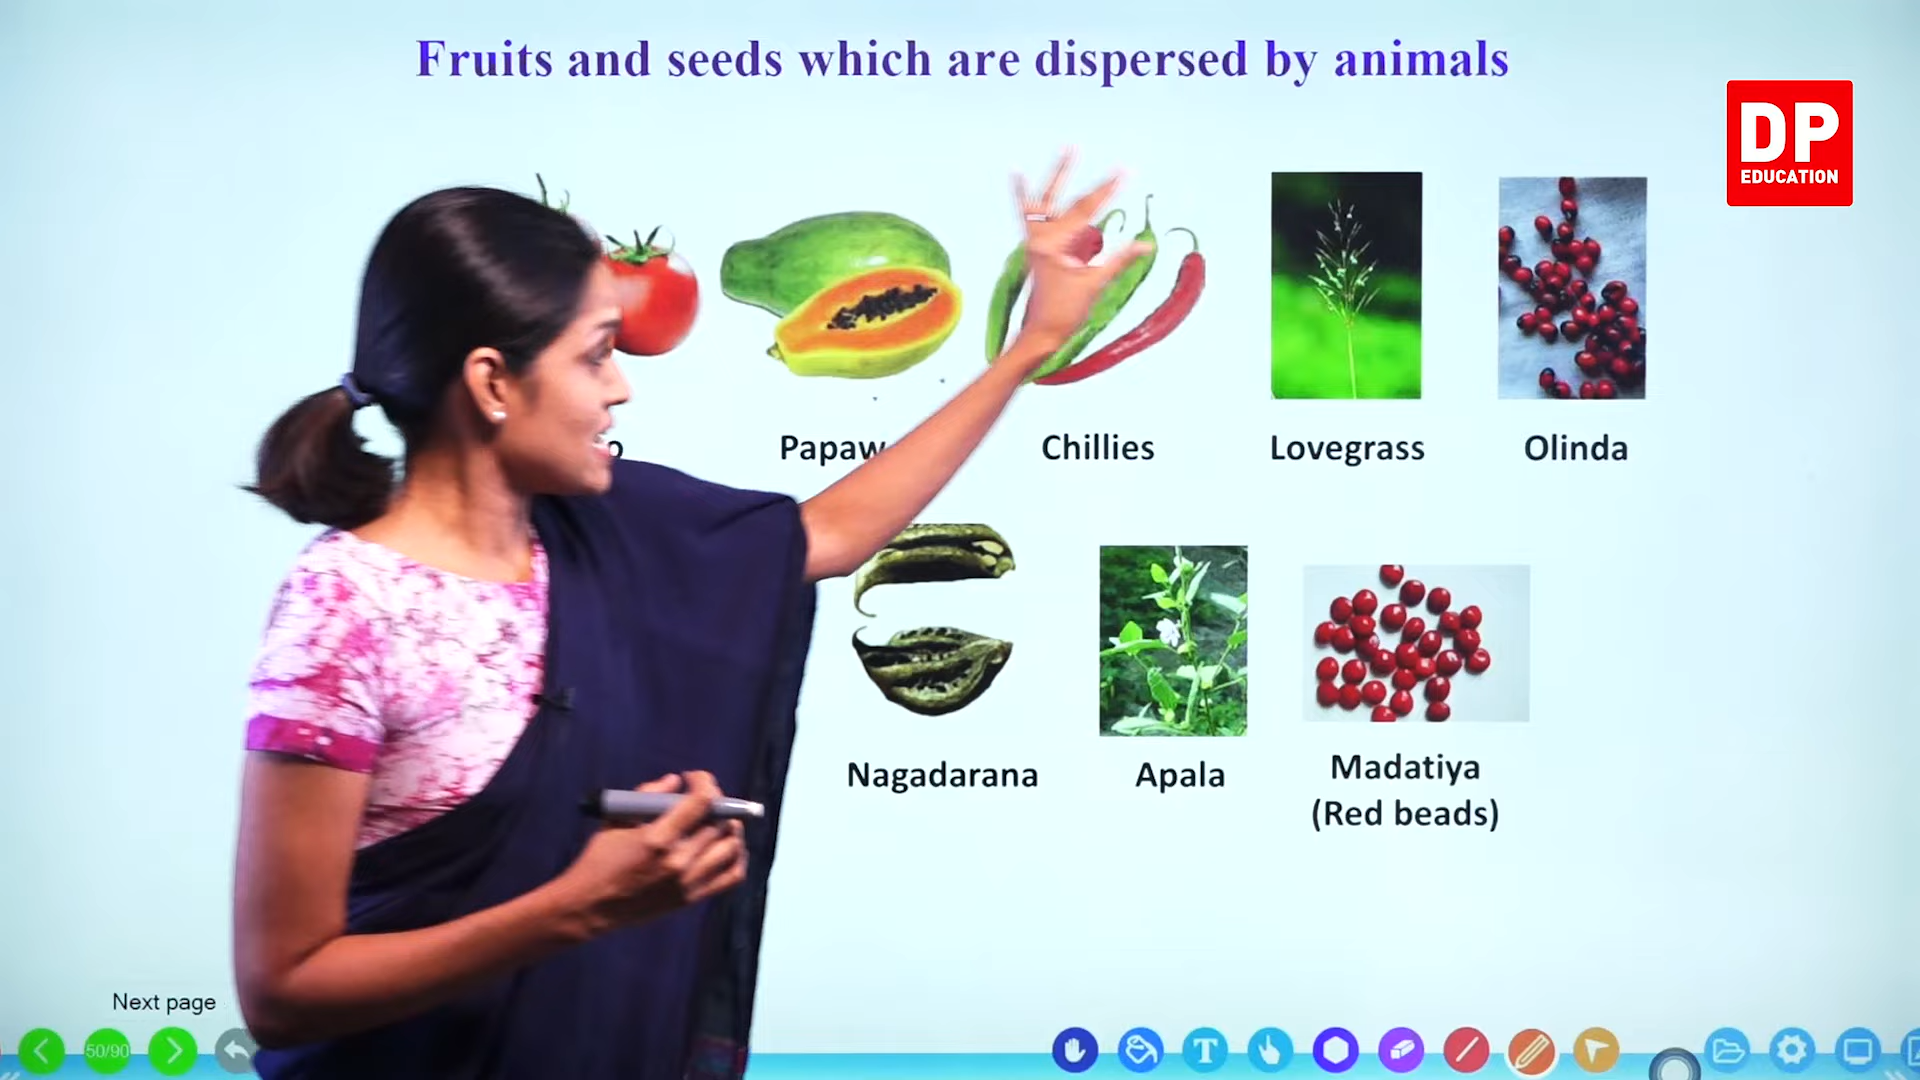 Fruits and seeds which are dispersed by animals
DP
EDUCATION
Papaw
Chillies
Lovegrass
Olinda
Nagadarana
Apala
Madatiya
(Red beads)
Next page
50/90
T